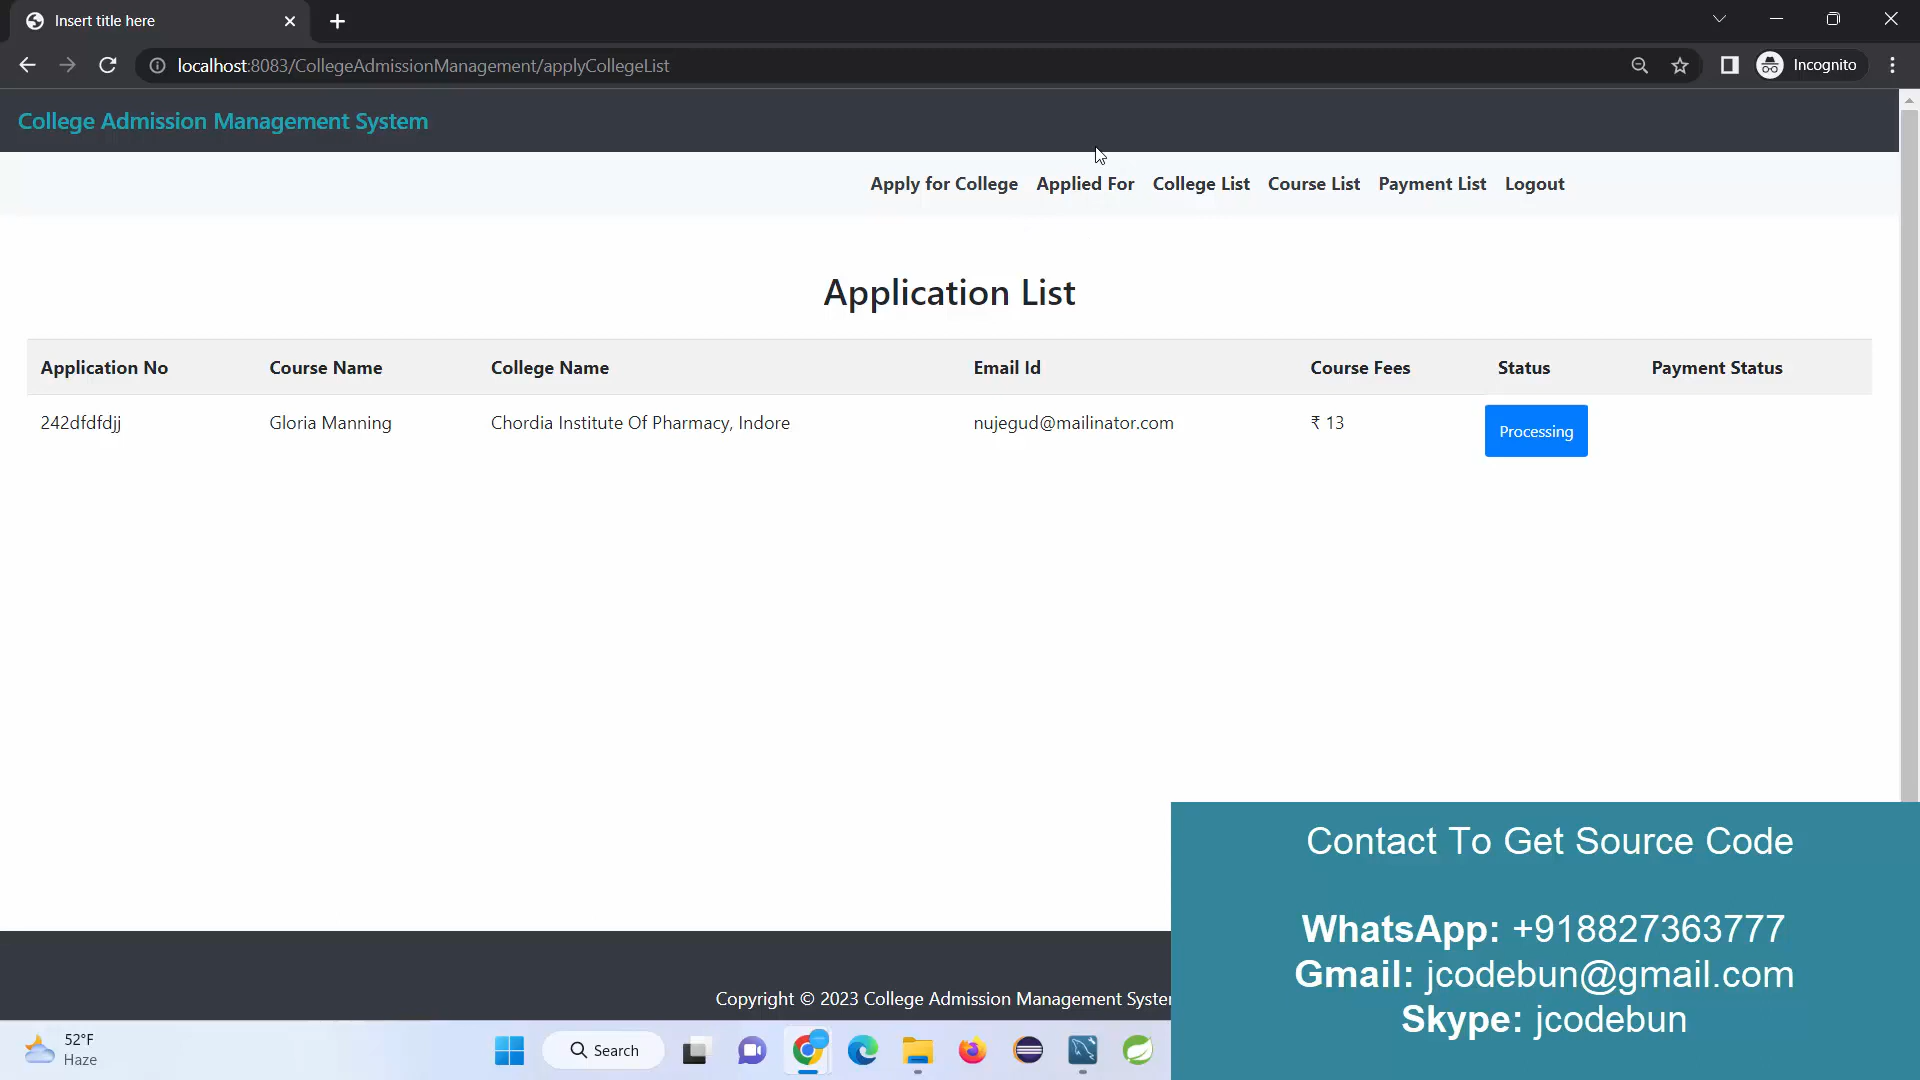 Insert title here
localhost:8083/CollegeAdmissionManagement/applyCollegeList
Incognito
College Admission Management System
Apply for College Applied For College List Course List Payment List Logout
Application List
Application No Course Name College Name Email Id Course Fees Status Payment Status
242dfdfdjj Gloria Manning Chordia Institute Of Pharmacy, Indore nujegud@mailinator.com ₹ 13 Processing
Contact To Get Source Code
WhatsApp: +918827363777
Gmail: jcodebun@gmail.com
Skype: jcodebun
Copyright © 2023 College Admission Management Syster
52°F
Haze
Search